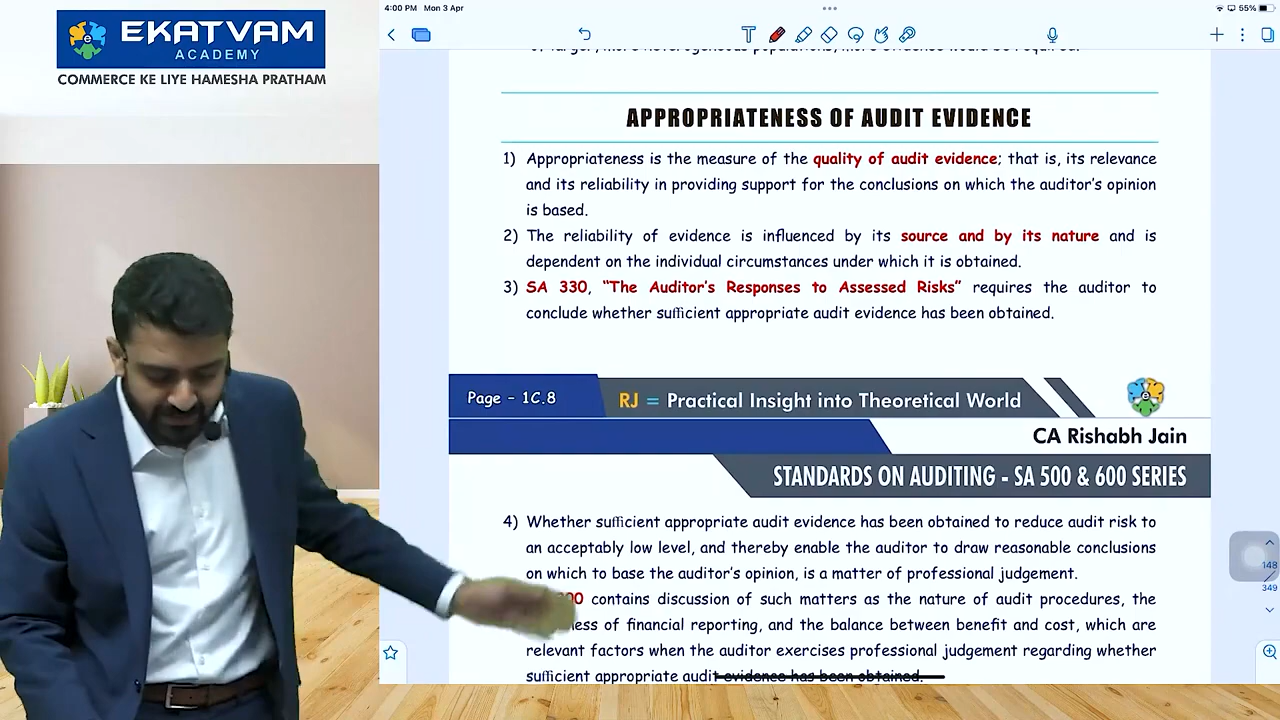 4:00 PM Mon 3 Apr
55%
EKATVAM
ACADEMY
COMMERCE KE LIYE HAMESHA PRATHAM
APPROPRIATENESS OF AUDIT EVIDENCE
1) Appropriateness is the measure of the quality of audit evidence; that is, its relevance
and its reliability in providing support for the conclusions on which the auditor's opinion
is based.
2) The reliability of evidence is influenced by its source and by its nature and is
dependent on the individual circumstances under which it is obtained.
3) SA 330, “The Auditor's Responses to Assessed Risks” requires the auditor to
conclude whether sufficient appropriate audit evidence has been obtained.
Page - 1C.8
RJ = Practical Insight into Theoretical World
CA Rishabh Jain
STANDARDS ON AUDITING - SA 500 & 600 SERIES
4) Whether sufficient appropriate audit evidence has been obtained to reduce audit risk to
an acceptably low level, and thereby enable the auditor to draw reasonable conclusions
on which to base the auditor's opinion, is a matter of professional judgement.
contains discussion of such matters as the nature of audit procedures, the
of financial reporting, and the balance between benefit and cost, which are
relevant factors when the auditor exercises professional judgement regarding whether
sufficient appropriate audit evidence has been obtained.
148
349